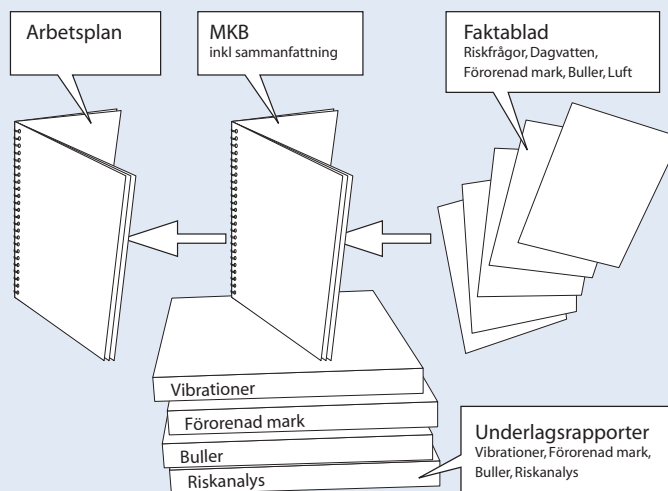 Arbetsplan
MKB
inkl sammanfattning
Faktablad
Riskfrågor, Dagvatten,
Förorenad mark, Buller, Luft
Vibrationer
Förorenad mark
Buller
Riskanalys
Underlagsrapporter
Vibrationer, Förorenad mark,
Buller, Riskanalys